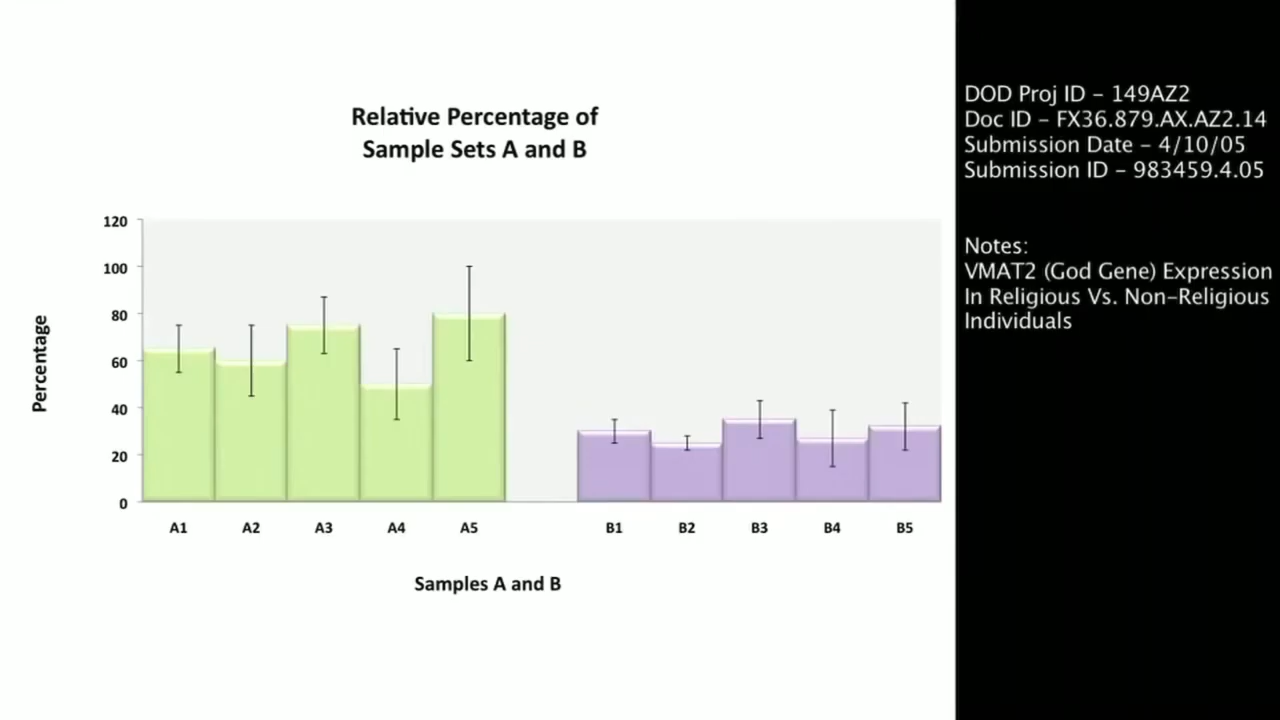 Relative Percentage of
Sample Sets A and B
Percentage
120
100
80
60
40
20
0
A1 A2 A3 A4 A5 B1 B2 B3 B4 B5
Samples A and B
DOD Proj ID - 149AZ2
Doc ID - FX36.879.AX.AZ2.14
Submission Date - 4/10/05
Submission ID - 983459.4.05
Notes:
VMAT2 (God Gene) Expression
In Religious Vs. Non-Religious
Individuals